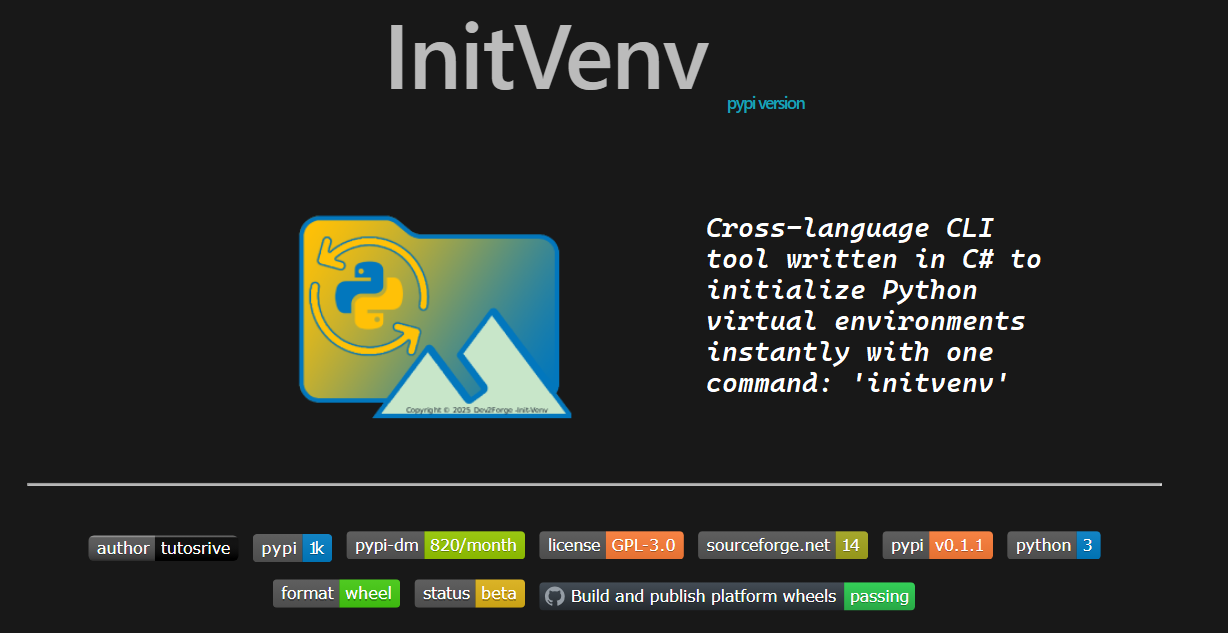 InitVenv
pypi version
Cross-language CLI
tool written in C# to
initialize Python
virtual environments
instantly with one
command: 'initvenv'
Copyright © 2025 Dev2Forge -Init-Venv
author tutosrive
pypi 1k
pypi-dm 820/month
license GPL-3.0
sourceforge.net 14
pypi v0.1.1
python 3
format wheel
status beta
Build and publish platform wheels passing